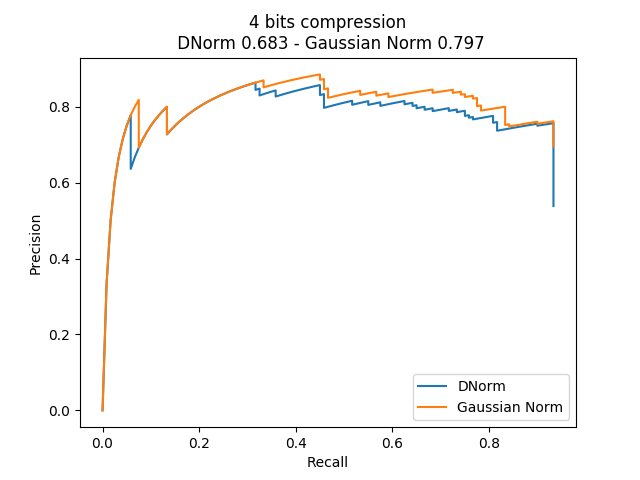 4 bits compression
DNorm 0.683 - Gaussian Norm 0.797
Precision
0.8
0.6
0.4
0.2
0.0
0.0 0.2 0.4 0.6 0.8
Recall
DNorm
Gaussian Norm